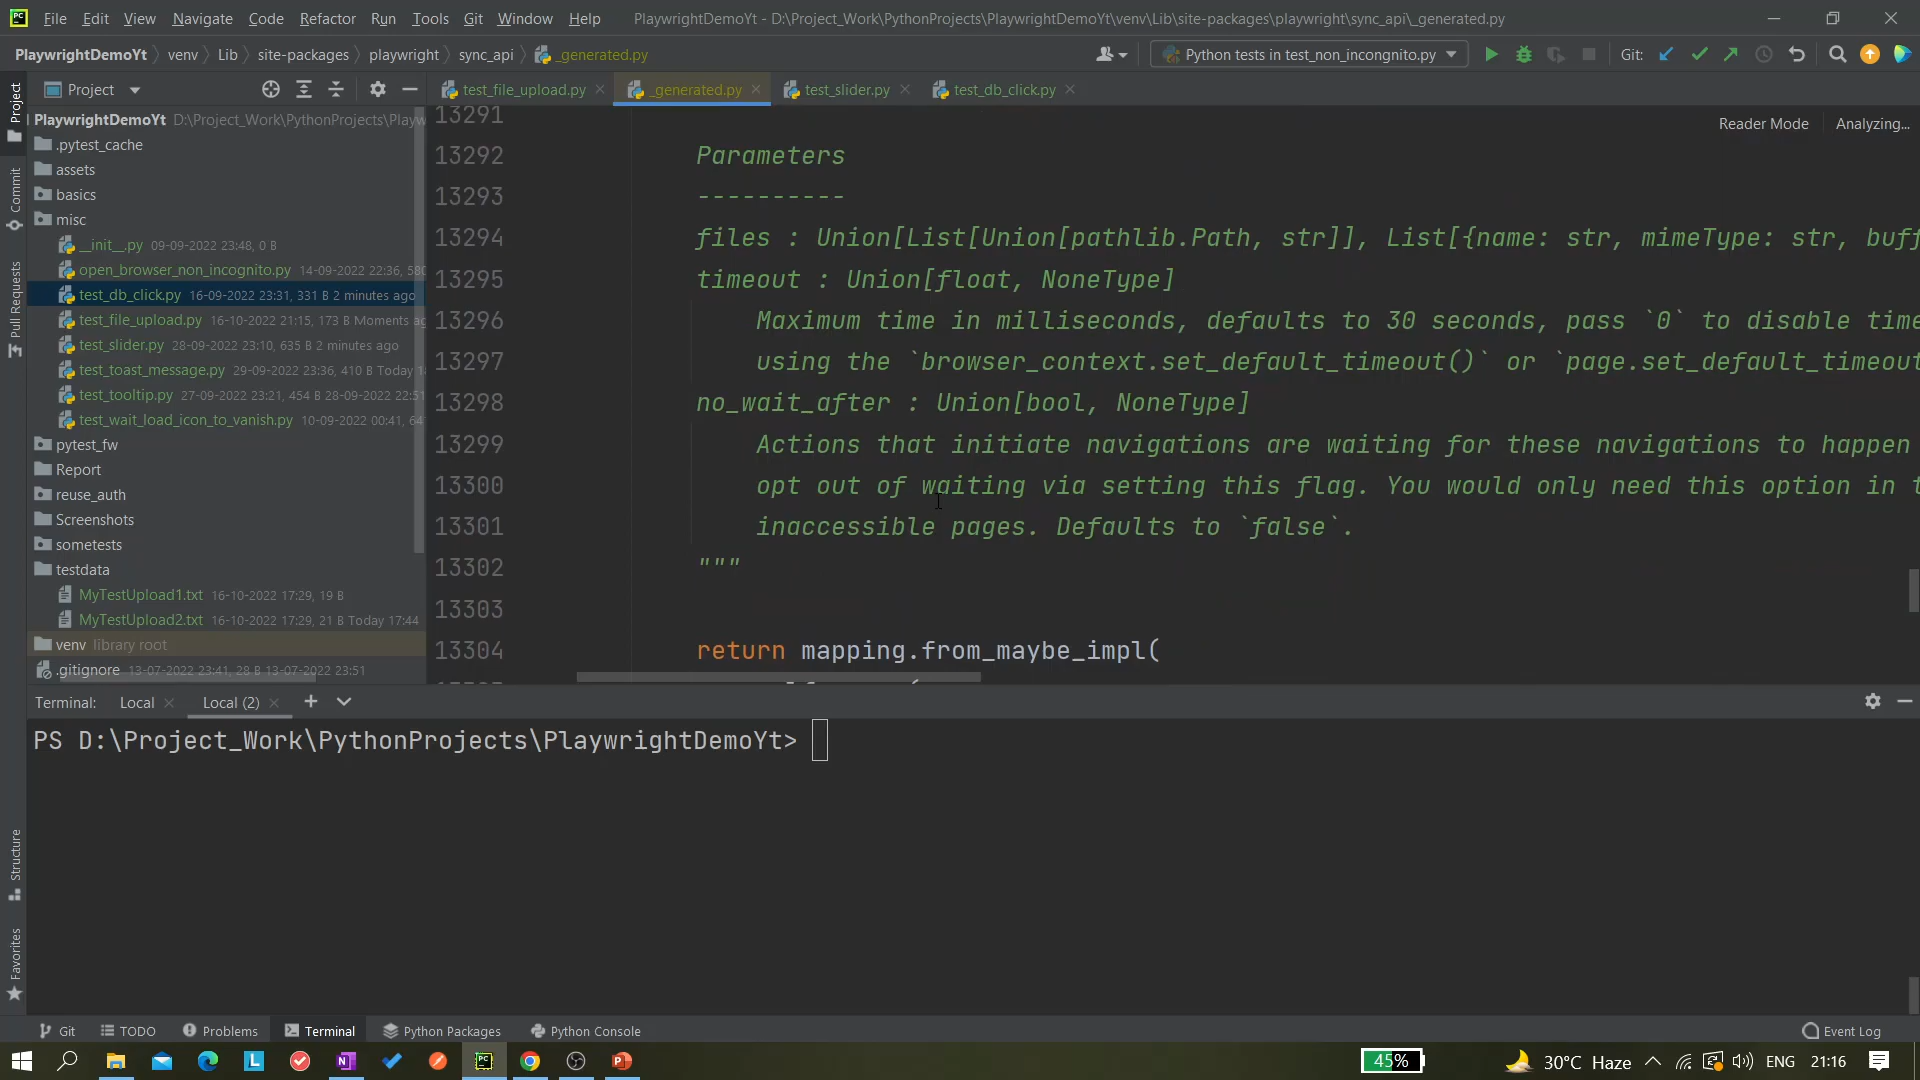 PC File Edit View Navigate Code Refactor Run Tools Git Window Help PlaywrightDemoYt - D:\Project_Work\PythonProjects\PlaywrightDemoYt\venv\Lib\site-packages\playwright\sync_api\_generated.py
PlaywrightDemoYt venv Lib site-packages playwright sync_api _generated.py Python tests in test_non_incongnito.py Git:
Project
test_file_upload.py _generated.py test_slider.py test_db_click.py
Reader Mode Analyzing...
PlaywrightDemoYt D:\Project_Work\PythonProjects\Playw
.pytest_cache
assets
basics
misc
__init__.py 09-09-2022 23:48, 0 B
open_browser_non_incognito.py 14-09-2022 22:36, 580
test_db_click.py 16-09-2022 23:31, 331 B 2 minutes ago
test_file_upload.py 16-10-2022 21:15, 173 B Moments ag
test_slider.py 28-09-2022 23:10, 635 B 2 minutes ago
test_toast_message.py 29-09-2022 23:36, 410 B Today
test_tooltip.py 27-09-2022 23:21, 454 B 28-09-2022 22:51
test_wait_load_icon_to_vanish.py 10-09-2022 00:41, 64
pytest_fw
Report
reuse_auth
Screenshots
sometests
testdata
MyTestUpload1.txt 16-10-2022 17:29, 19 B
MyTestUpload2.txt 16-10-2022 17:29, 21 B Today 17:44
venv library root
.gitignore 13-07-2022 23:41, 28 B 13-07-2022 23:51
Project
Commit
Pull Requests
Structure
Favorites
13291
13292 Parameters
13293 ----------
13294 files : Union[List[Union[pathlib.Path, str]], List[{name: str, mimeType: str, buff
13295 timeout : Union[float, NoneType]
13296 Maximum time in milliseconds, defaults to 30 seconds, pass `0` to disable time
13297 using the `browser_context.set_default_timeout()` or `page.set_default_timeout
13298 no_wait_after : Union[bool, NoneType]
13299 Actions that initiate navigations are waiting for these navigations to happen
13300 opt out of waiting via setting this flag. You would only need this option in t
13301 inaccessible pages. Defaults to `false`.
13302 """
13303
13304 return mapping.from_maybe_impl(
Terminal: Local Local (2)
PS D:\Project_Work\PythonProjects\PlaywrightDemoYt>
Git TODO Problems Terminal Python Packages Python Console Event Log
45% 30°C Haze ENG 21:16